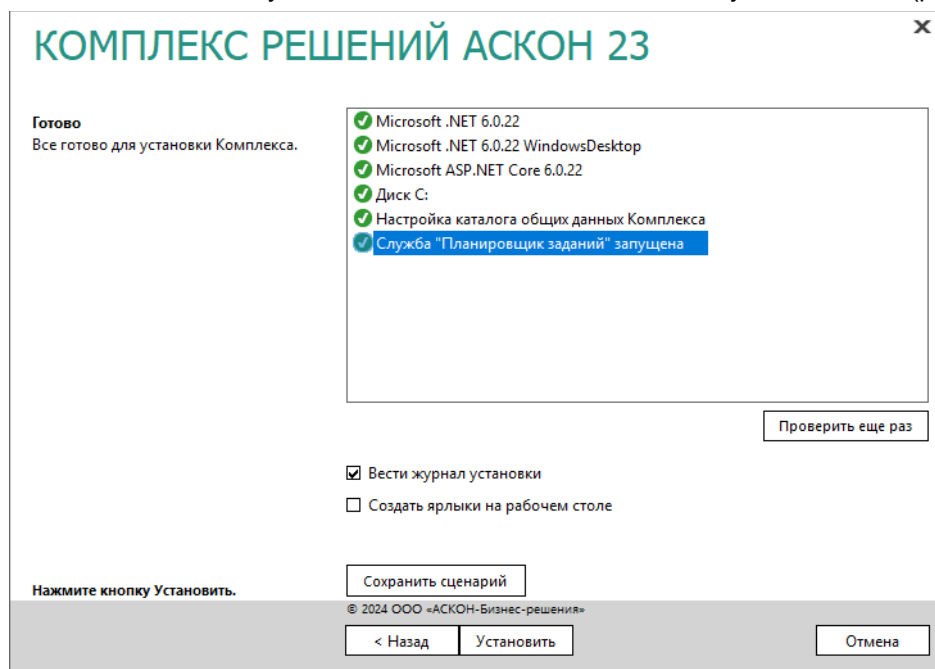 КОМПЛЕКС РЕШЕНИЙ АСКОН 23
x
Готово
Все готово для установки Комплекса.
Microsoft .NET 6.0.22
Microsoft .NET 6.0.22 WindowsDesktop
Microsoft ASP.NET Core 6.0.22
Диск C:
Настройка каталога общих данных Комплекса
Служба "Планировщик заданий" запущена
Проверить еще раз
Вести журнал установки
Создать ярлыки на рабочем столе
Сохранить сценарий
Нажмите кнопку Установить.
© 2024 ООО «АСКОН-Бизнес-решения»
< Назад
Установить
Отмена